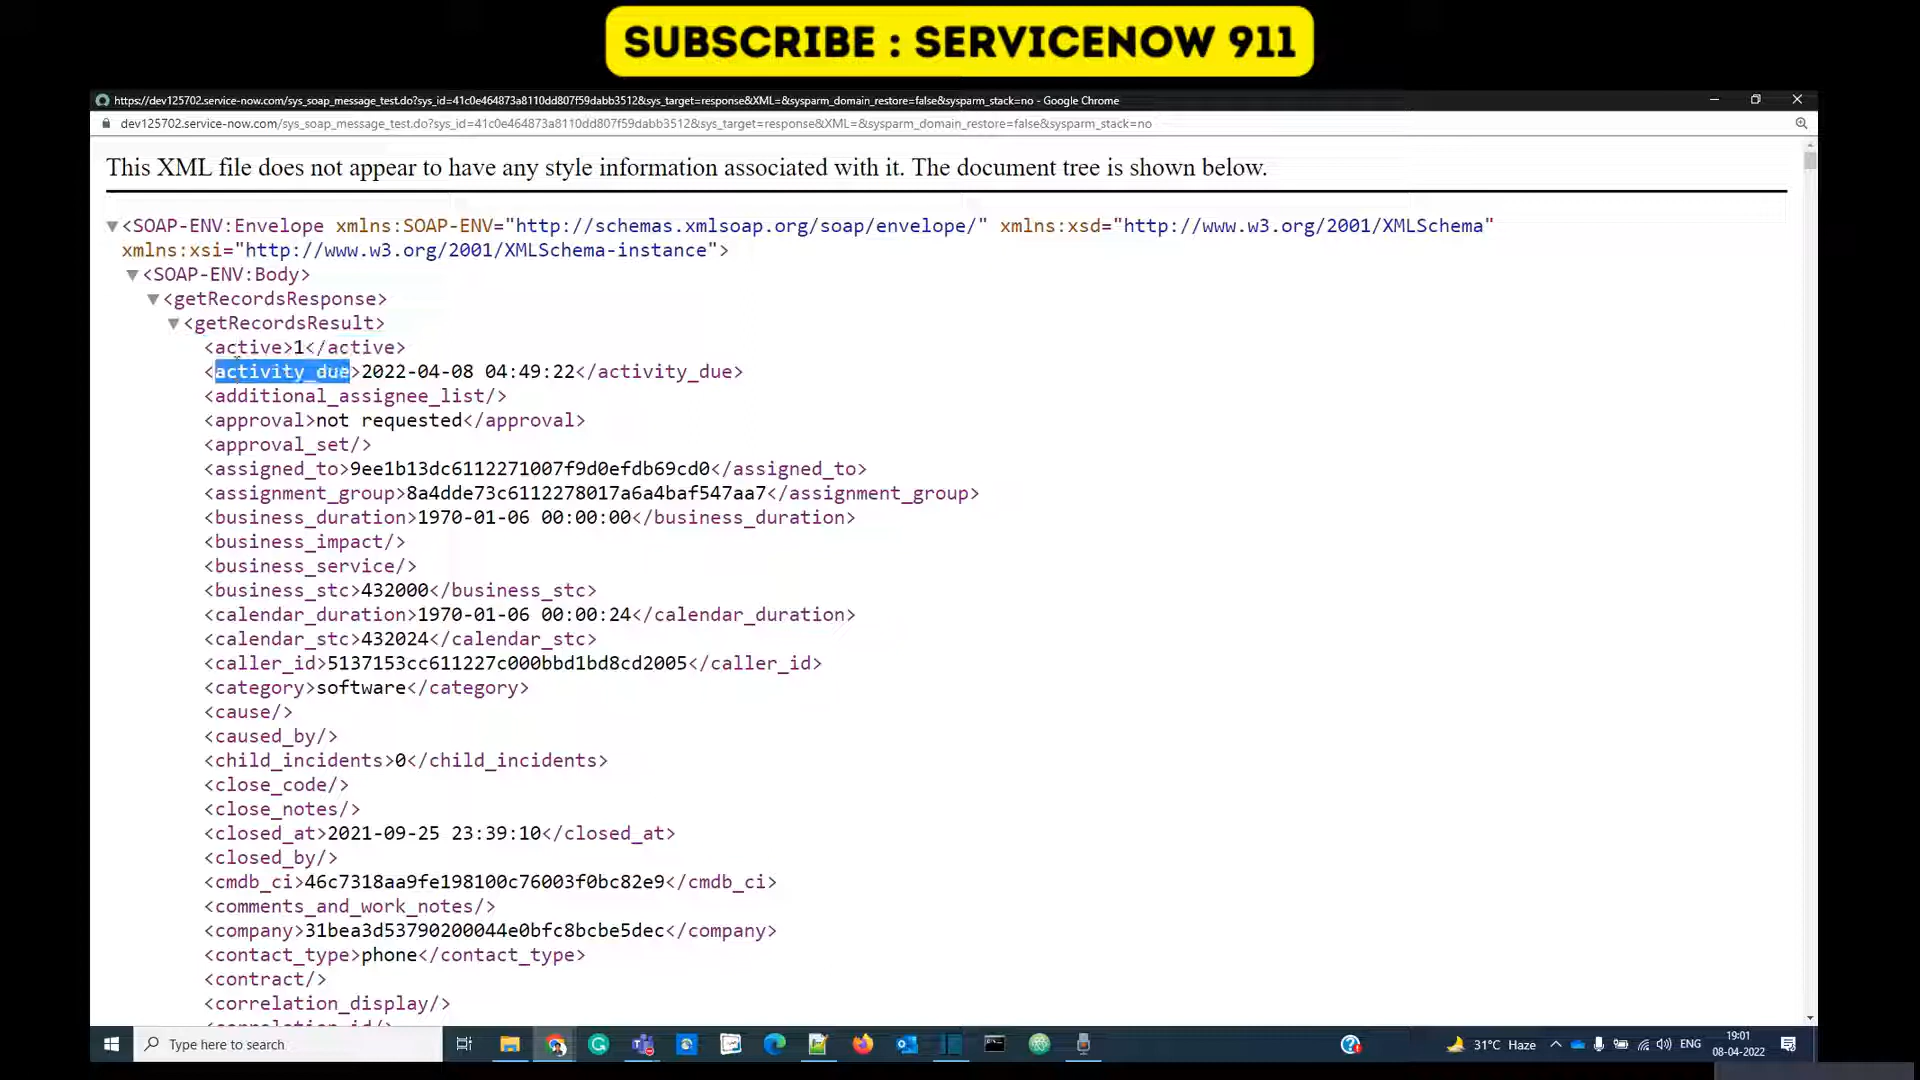 SUBSCRIBE : SERVICENOW 911
https://dev125702.service-now.com/sys_soap_message_test.do?sys_id=41c0e464873a8110dd807f59dabb3512&sys_target=response&XML=&sysparm_domain_restore=false&sysparm_stack=no - Google Chrome
dev125702.service-now.com/sys_soap_message_test.do?sys_id=41c0e464873a8110dd807f59dabb3512&sys_target=response&XML=&sysparm_domain_restore=false&sysparm_stack=no
This XML file does not appear to have any style information associated with it. The document tree is shown below.
▼<SOAP-ENV:Envelope xmlns:SOAP-ENV="http://schemas.xmlsoap.org/soap/envelope/" xmlns:xsd="http://www.w3.org/2001/XMLSchema"
xmlns:xsi="http://www.w3.org/2001/XMLSchema-instance">
▼<SOAP-ENV:Body>
▼<getRecordsResponse>
▼<getRecordsResult>
<active>1</active>
<activity_due>2022-04-08 04:49:22</activity_due>
<additional_assignee_list/>
<approval>not requested</approval>
<approval_set/>
<assigned_to>9ee1b13dc6112271007f9d0efdb69cd0</assigned_to>
<assignment_group>8a4dde73c6112278017a6a4baf547aa7</assignment_group>
<business_duration>1970-01-06 00:00:00</business_duration>
<business_impact/>
<business_service/>
<business_stc>432000</business_stc>
<calendar_duration>1970-01-06 00:00:24</calendar_duration>
<calendar_stc>432024</calendar_stc>
<caller_id>5137153cc611227c000bbd1bd8cd2005</caller_id>
<category>software</category>
<cause/>
<caused_by/>
<child_incidents>0</child_incidents>
<close_code/>
<close_notes/>
<closed_at>2021-09-25 23:39:10</closed_at>
<closed_by/>
<cmdb_ci>46c7318aa9fe198100c76003f0bc82e9</cmdb_ci>
<comments_and_work_notes/>
<company>31bea3d53790200044e0bfc8bcbe5dec</company>
<contact_type>phone</contact_type>
<contract/>
<correlation_display/>
<correlation_id/>
Type here to search
31°C Haze
ENG
19:01
08-04-2022